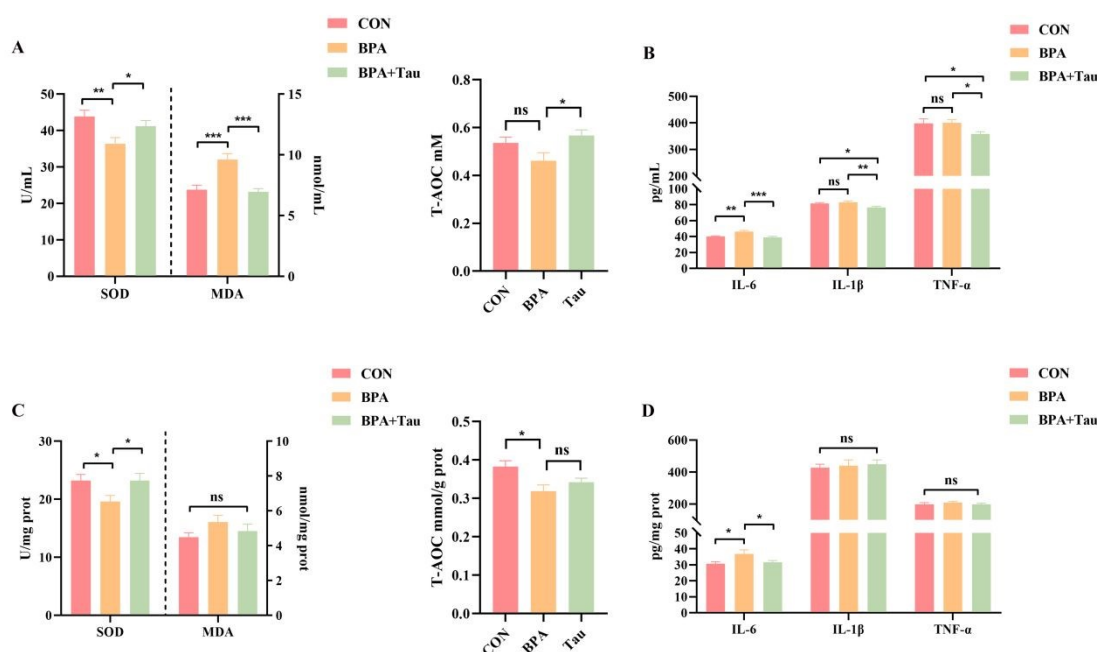 A
CON
BPA
BPA+Tau
** *
*** ***
50
40
30
20
10
0
U/mL
15
10
5
0
nmol/mL
SOD MDA
ns *
0.8
0.6
0.4
0.2
0.0
T-AOC mM
CON BPA Tau
B
CON
BPA
BPA+Tau
** ***
*
ns **
*
ns *
400
300
200
100
80
60
40
20
0
pg/mL
IL-6 IL-1β TNF-α
C
CON
BPA
BPA+Tau
* *
ns
30
20
10
0
U/mg prot
10
8
6
4
2
0
nmol/mg prot
SOD MDA
* ns
0.4
0.3
0.2
0.1
0.0
T-AOC mmol/g prot
CON BPA Tau
D
CON
BPA
BPA+Tau
* *
ns
ns
600
400
200
50
40
30
20
10
0
pg/mg prot
IL-6 IL-1β TNF-α